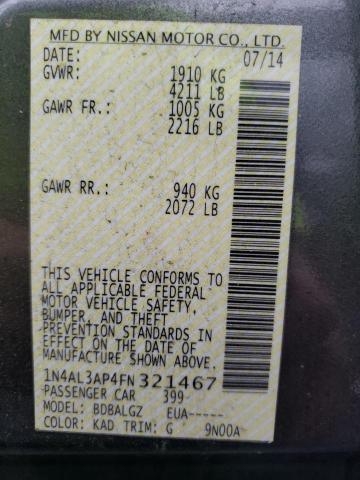 MFD BY NISSAN MOTOR CO., LTD.
DATE: 07/14
GVWR: 1910 KG
4211 LB
GAWR FR: 1005 KG
2216 LB
GAWR RR.: 940 KG
2072 LB
THIS VEHICLE CONFORMS TO
ALL APPLICABLE FEDERAL
MOTOR VEHICLE SAFETY,
BUMPER, AND THEFT
PREVENTION STANDARDS IN
EFFECT ON THE DATE OF
MANUFACTURE SHOWN ABOVE.
1N4AL3AP4FN 321467
PASSENGER CAR 399
MODEL: BDBALGZ EUA-----
COLOR: KAD TRIM: G 9N00A